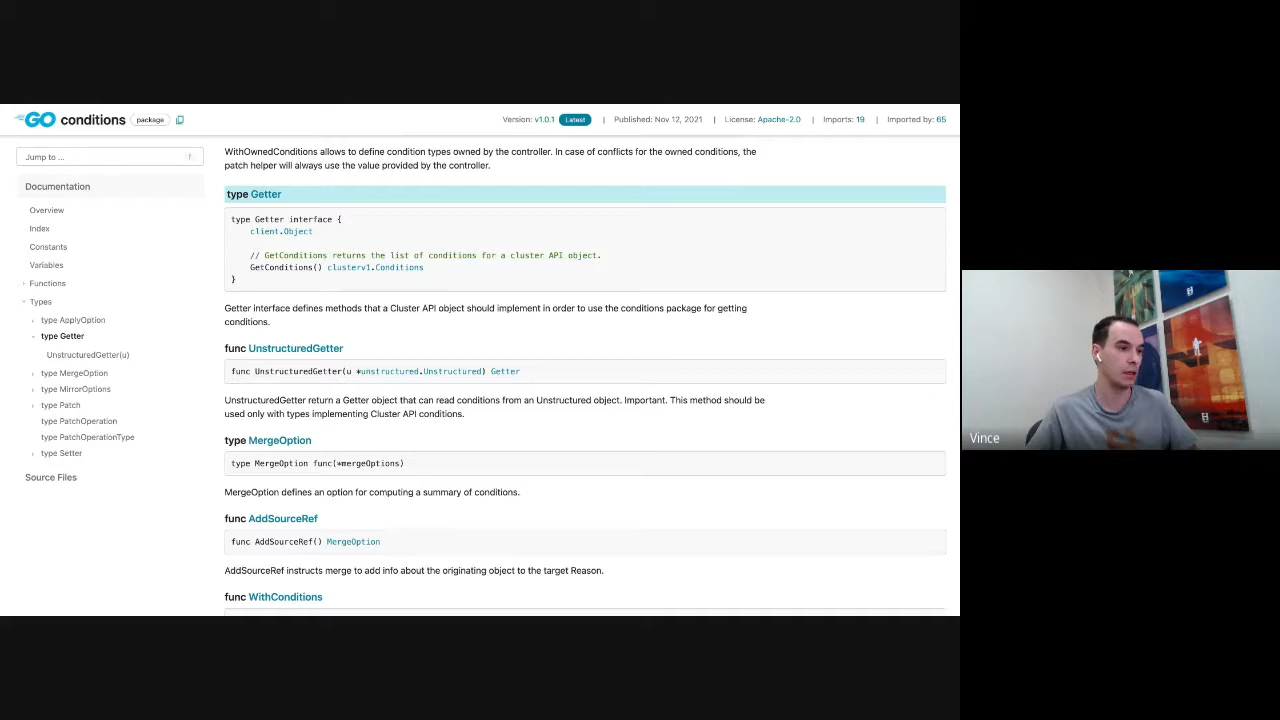 GO conditions package
Version: v1.0.1 Latest | Published: Nov 12, 2021 | License: Apache-2.0 | Imports: 19 | Imported by: 65
Jump to ... f
Documentation
Overview
Index
Constants
Variables
Functions
Types
type ApplyOption
type Getter
UnstructuredGetter(u)
type MergeOption
type MirrorOptions
type Patch
type PatchOperation
type PatchOperationType
type Setter
Source Files
WithOwnedConditions allows to define condition types owned by the controller. In case of conflicts for the owned conditions, the
patch helper will always use the value provided by the controller.
type Getter
type Getter interface {
client.Object
// GetConditions returns the list of conditions for a cluster API object.
GetConditions() clusterv1.Conditions
}
Getter interface defines methods that a Cluster API object should implement in order to use the conditions package for getting
conditions.
func UnstructuredGetter
func UnstructuredGetter(u *unstructured.Unstructured) Getter
UnstructuredGetter return a Getter object that can read conditions from an Unstructured object. Important. This method should be
used only with types implementing Cluster API conditions.
type MergeOption
type MergeOption func(*mergeOptions)
MergeOption defines an option for computing a summary of conditions.
func AddSourceRef
func AddSourceRef() MergeOption
AddSourceRef instructs merge to add info about the originating object to the target Reason.
func WithConditions
Vince